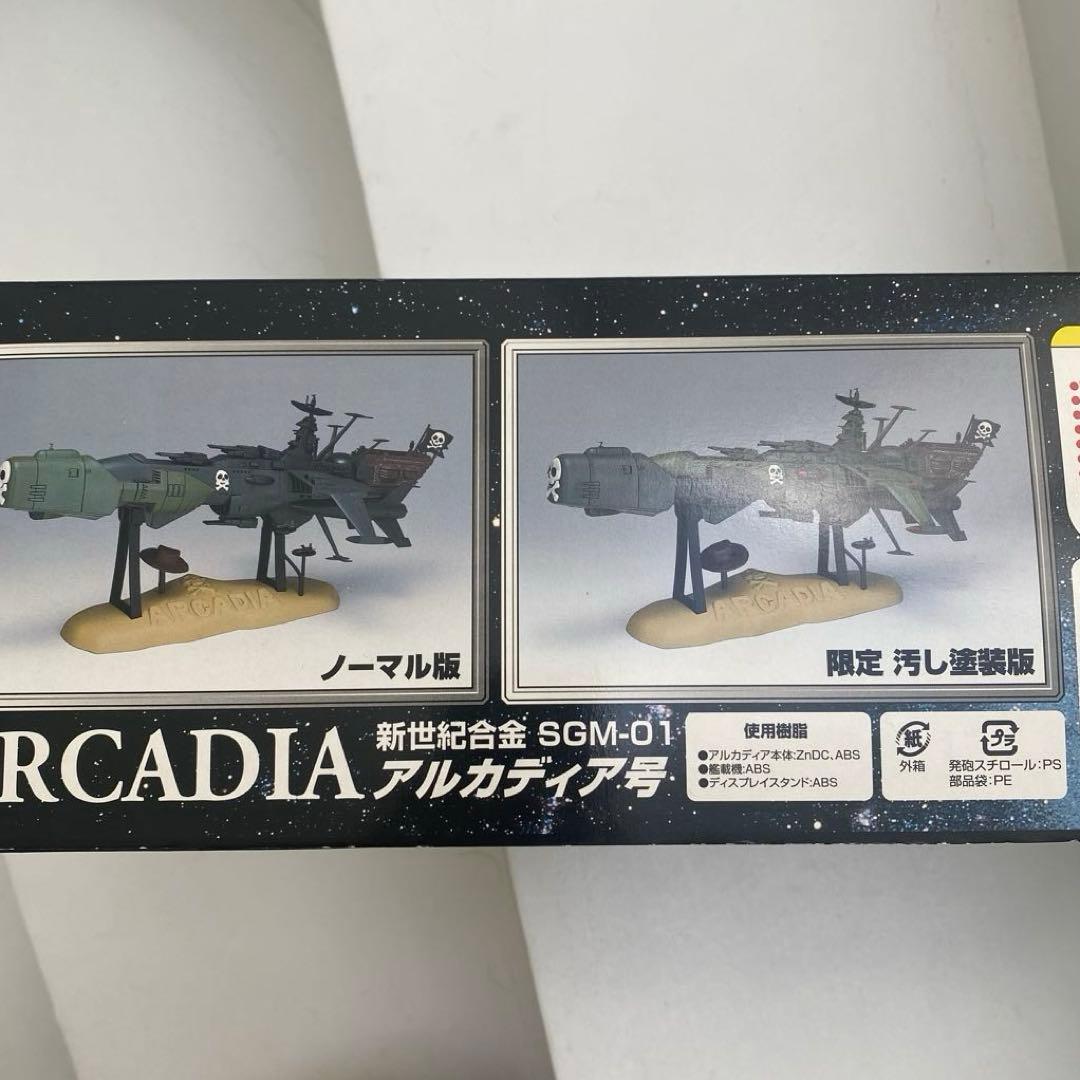 ARCADIA
ノーマル版
ARCADIA
限定 汚し塗装版
RCADIA
新世紀合金 SGM-01
アルカディア号
使用樹脂
●アルカディア本体:ZnDC、ABS
●艦載機:ABS
●ディスプレイスタンド:ABS
紙
外箱
プラ
発砲スチロール:PS
部品袋:PE